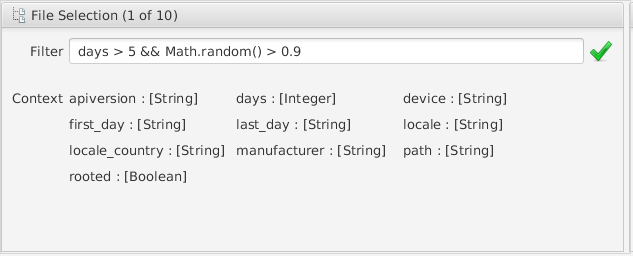 File Selection (1 of 10)
Filter days > 5 && Math.random() > 0.9
Context apiversion : [String] days : [Integer] device : [String]
first_day : [String] last_day : [String] locale : [String]
locale_country : [String] manufacturer : [String] path : [String]
rooted : [Boolean]